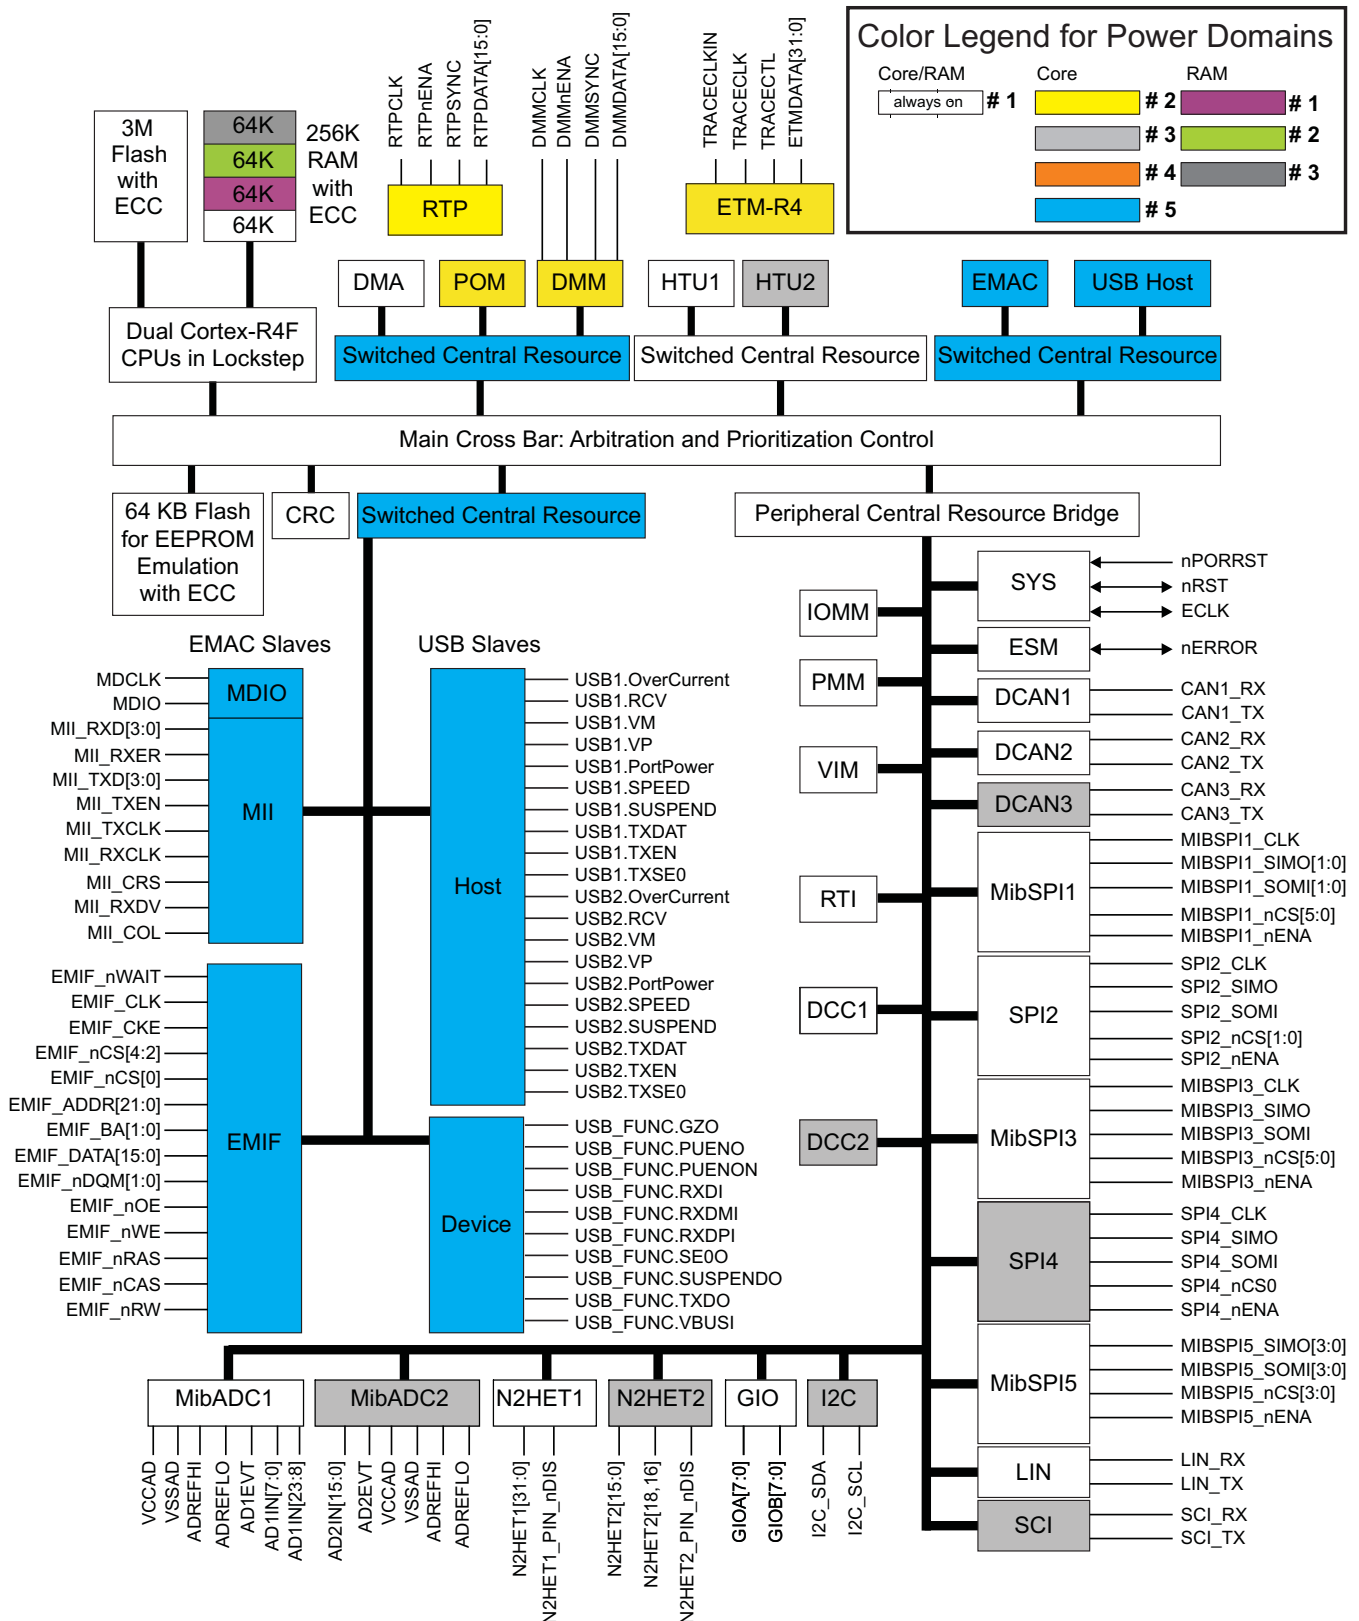 Color Legend for Power Domains
Core/RAM
Core
RAM
always on
# 1
# 2
# 1
# 3
# 2
# 4
# 3
# 5
RTPCLK
RTPnENA
RTPSYNC
RTPDATA[15:0]
DMMCLK
DMMnENA
DMMSYNC
DMMDATA[15:0]
TRACECLKIN
TRACECLK
TRACECTL
ETMDATA[31:0]
3M
Flash
with
ECC
64K
64K
64K
64K
256K
RAM
with
ECC
RTP
ETM-R4
DMA
POM
DMM
HTU1
HTU2
EMAC
USB Host
Dual Cortex-R4F
CPUs in Lockstep
Switched Central Resource
Switched Central Resource
Switched Central Resource
Main Cross Bar: Arbitration and Prioritization Control
64 KB Flash
for EEPROM
Emulation
with ECC
CRC
Switched Central Resource
Peripheral Central Resource Bridge
EMAC Slaves
USB Slaves
MDCLK
MDIO
MII_RXD[3:0]
MII_RXER
MII_TXD[3:0]
MII_TXEN
MII_TXCLK
MII_RXCLK
MII_CRS
MII_RXDV
MII_COL
MDIO
MII
EMIF_nWAIT
EMIF_CLK
EMIF_CKE
EMIF_nCS[4:2]
EMIF_nCS[0]
EMIF_ADDR[21:0]
EMIF_BA[1:0]
EMIF_DATA[15:0]
EMIF_nDQM[1:0]
EMIF_nOE
EMIF_nWE
EMIF_nRAS
EMIF_nCAS
EMIF_nRW
EMIF
Host
USB1.OverCurrent
USB1.RCV
USB1.VM
USB1.VP
USB1.PortPower
USB1.SPEED
USB1.SUSPEND
USB1.TXDAT
USB1.TXEN
USB1.TXSE0
USB2.OverCurrent
USB2.RCV
USB2.VM
USB2.VP
USB2.PortPower
USB2.SPEED
USB2.SUSPEND
USB2.TXDAT
USB2.TXEN
USB2.TXSE0
Device
USB_FUNC.GZO
USB_FUNC.PUENO
USB_FUNC.PUENON
USB_FUNC.RXDI
USB_FUNC.RXDMI
USB_FUNC.RXDPI
USB_FUNC.SE0O
USB_FUNC.SUSPENDO
USB_FUNC.TXDO
USB_FUNC.VBUSI
IOMM
PMM
VIM
RTI
DCC1
DCC2
SYS
nPORRST
nRST
ECLK
ESM
nERROR
DCAN1
CAN1_RX
CAN1_TX
DCAN2
CAN2_RX
CAN2_TX
DCAN3
CAN3_RX
CAN3_TX
MibSPI1
MIBSPI1_CLK
MIBSPI1_SIMO[1:0]
MIBSPI1_SOMI[1:0]
MIBSPI1_nCS[5:0]
MIBSPI1_nENA
SPI2
SPI2_CLK
SPI2_SIMO
SPI2_SOMI
SPI2_nCS[1:0]
SPI2_nENA
MibSPI3
MIBSPI3_CLK
MIBSPI3_SIMO
MIBSPI3_SOMI
MIBSPI3_nCS[5:0]
MIBSPI3_nENA
SPI4
SPI4_CLK
SPI4_SIMO
SPI4_SOMI
SPI4_nCS0
SPI4_nENA
MibSPI5
MIBSPI5_SIMO[3:0]
MIBSPI5_SOMI[3:0]
MIBSPI5_nCS[3:0]
MIBSPI5_nENA
LIN
LIN_RX
LIN_TX
SCI
SCI_RX
SCI_TX
MibADC1
MibADC2
N2HET1
N2HET2
GIO
I2C
VCCAD
VSSAD
ADREFHI
ADREFLO
AD1EVT
AD1IN[7:0]
AD1IN[23:8]
AD2IN[15:0]
AD2EVT
VCCAD
VSSAD
ADREFHI
ADREFLO
N2HET1[31:0]
N2HET1_PIN_nDIS
N2HET2[15:0]
N2HET2[18,16]
N2HET2_PIN_nDIS
GIOA[7:0]
GIOB[7:0]
I2C_SDA
I2C_SCL